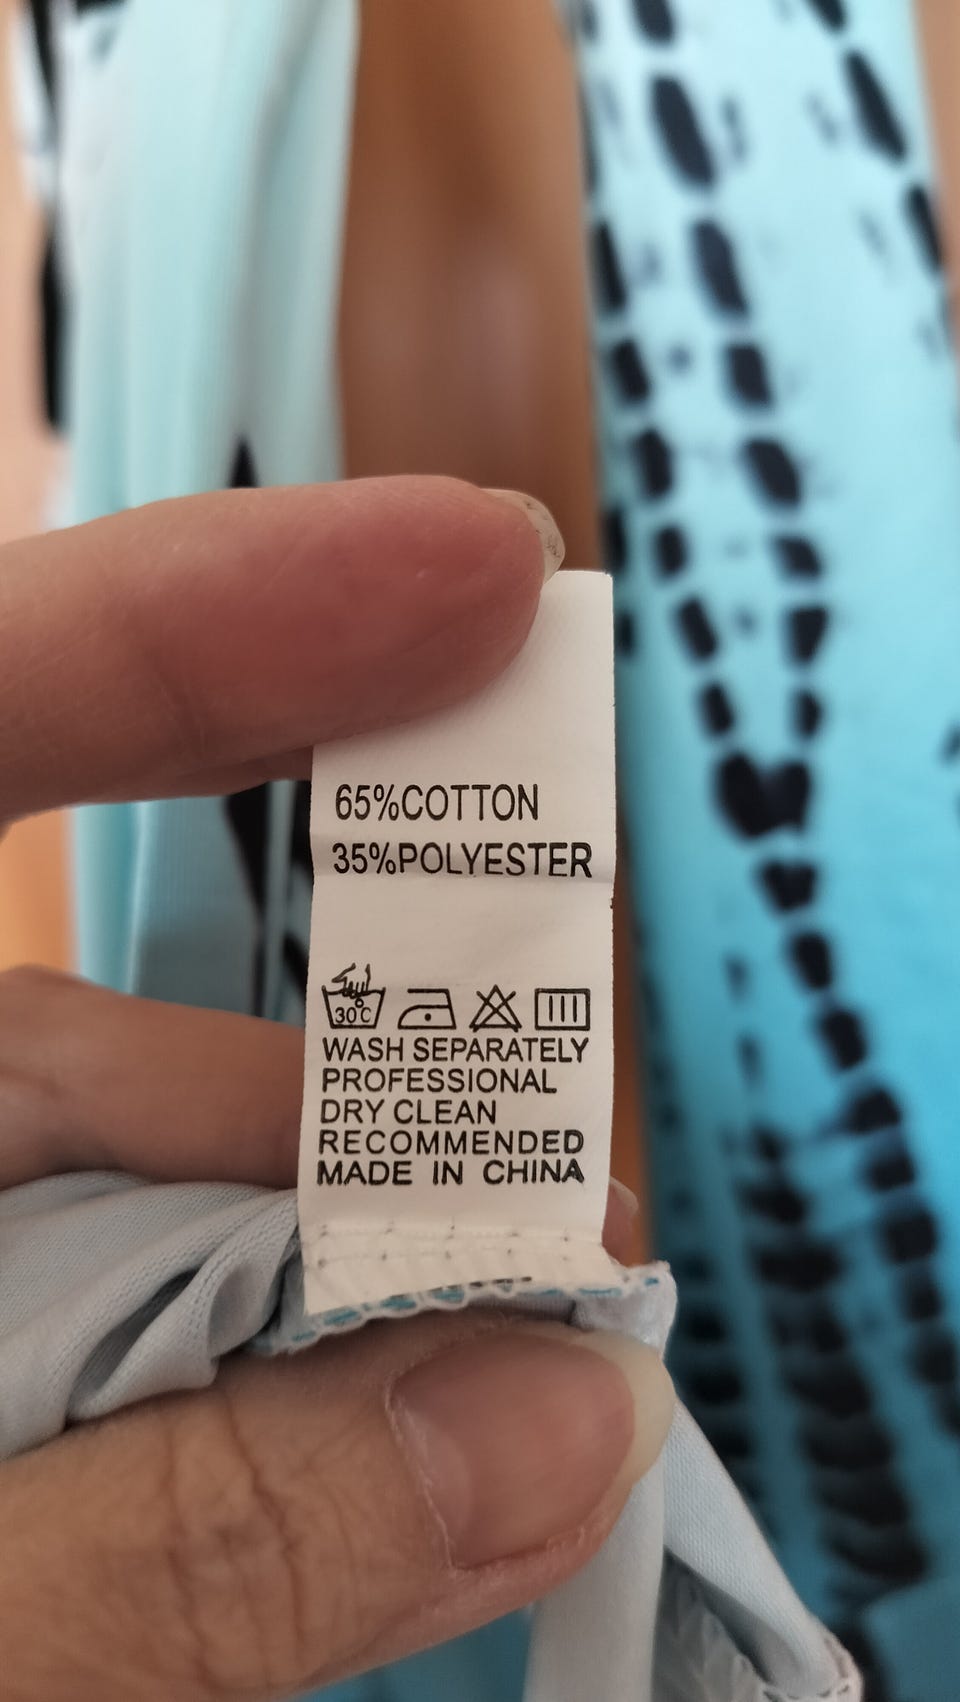 65%COTTON
35%POLYESTER
30°C
WASH SEPARATELY
PROFESSIONAL
DRY CLEAN
RECOMMENDED
MADE IN CHINA